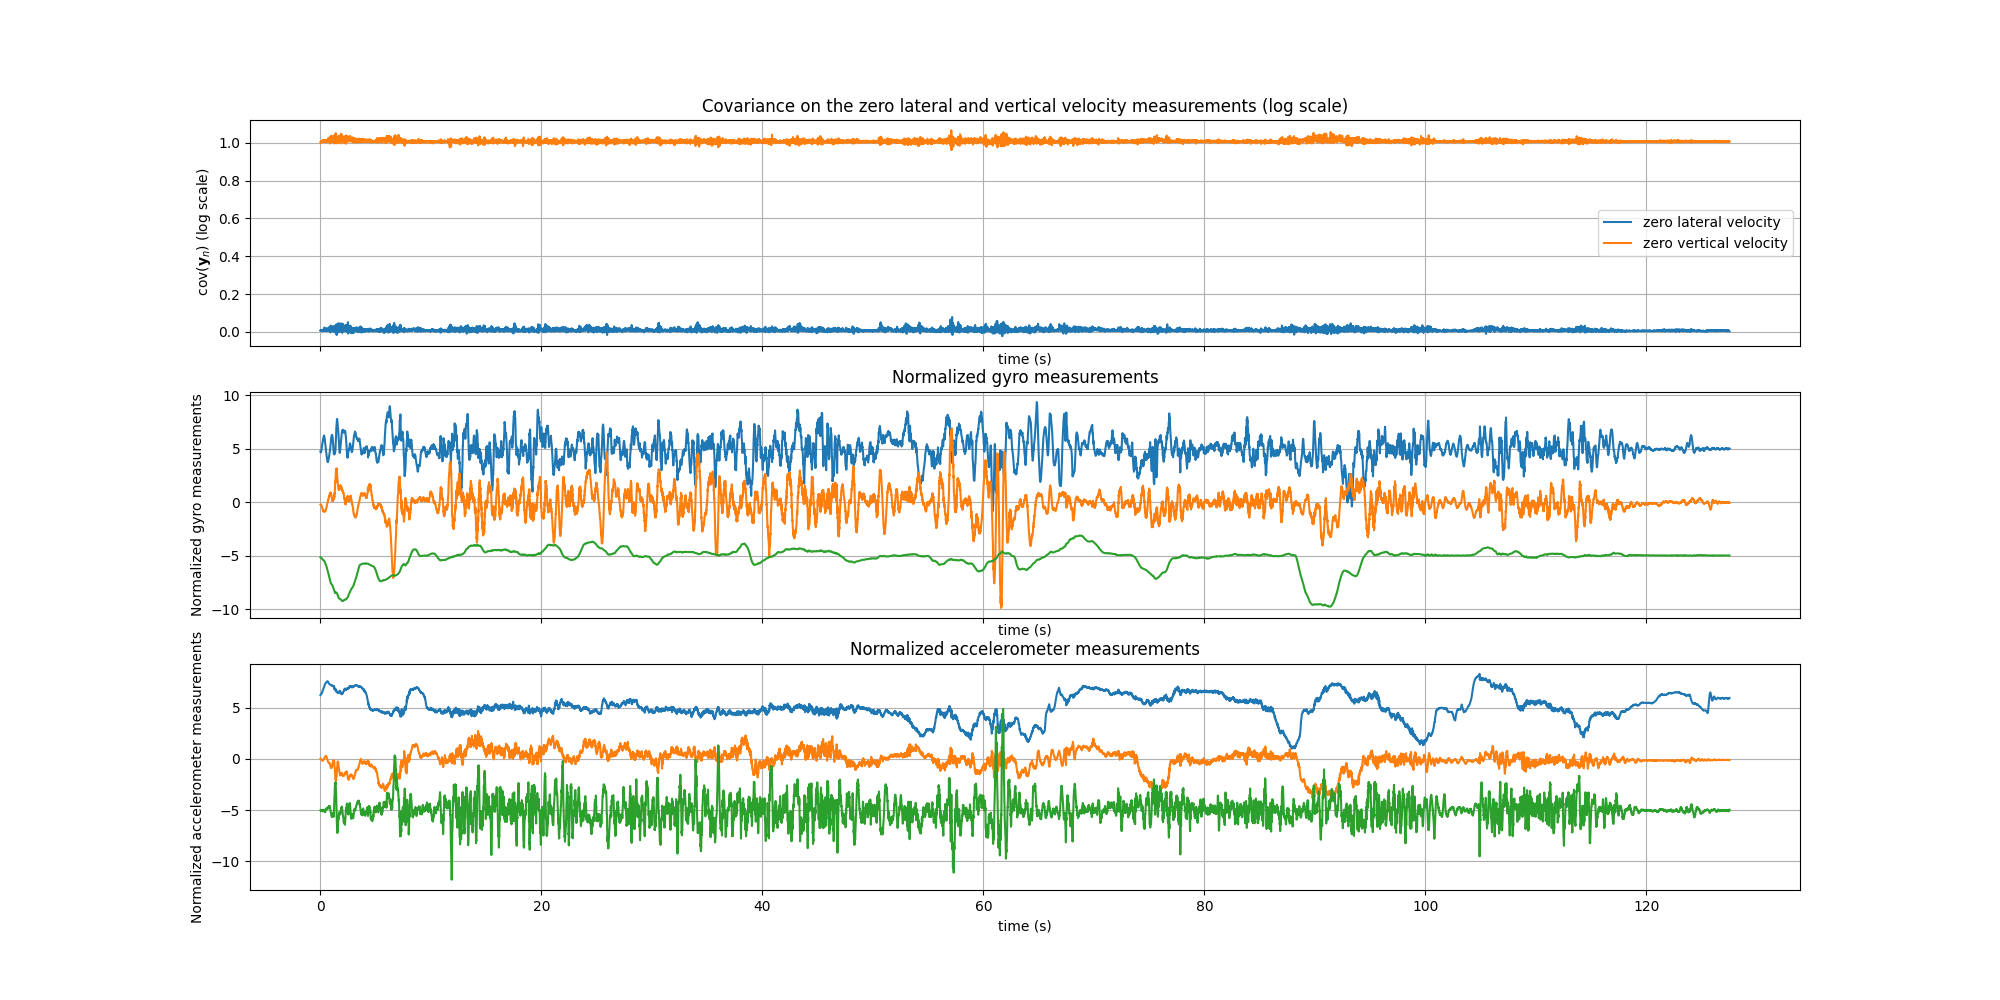 Covariance on the zero lateral and vertical velocity measurements (log scale)
cov(𝐲ₙ) (log scale)
1.0
0.8
0.6
0.4
0.2
0.0
zero lateral velocity
zero vertical velocity
time (s)
Normalized gyro measurements
Normalized gyro measurements
10
5
0
−5
−10
time (s)
Normalized accelerometer measurements
Normalized accelerometer measurements
5
0
−5
−10
0 20 40 60 80 100 120
time (s)